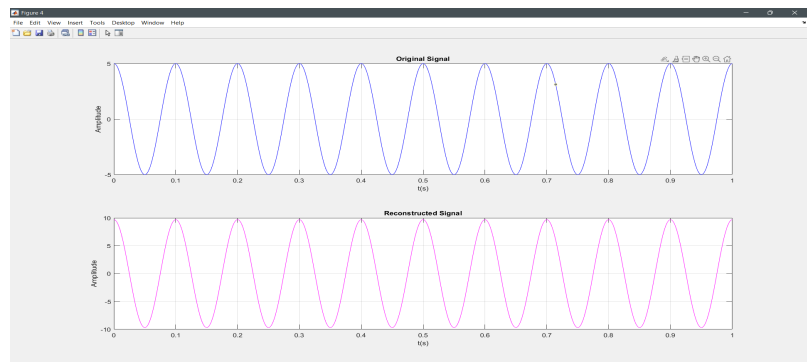 Figure 4
File Edit View Insert Tools Desktop Window Help
Original Signal
5
0
-5
Amplitude
0 0.1 0.2 0.3 0.4 0.5 0.6 0.7 0.8 0.9 1
t(s)
Reconstructed Signal
10
5
0
-5
-10
Amplitude
0 0.1 0.2 0.3 0.4 0.5 0.6 0.7 0.8 0.9 1
t(s)